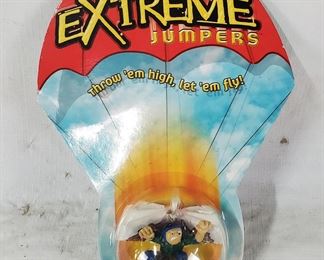 EXTREME
JUMPERS
Throw 'em high, let 'em fly!